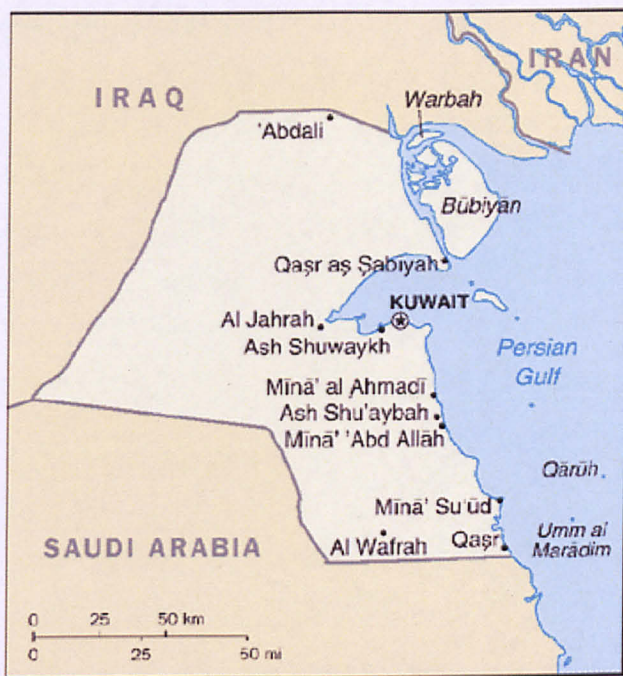 IRAN
IRAQ
Warbah
'Abdali
Būbiyān
Qaşr aş Şabīyah
KUWAIT
Al Jahrah
Ash Shuwaykh
Persian
Gulf
Mīnā' al Ahmadī
Ash Shu'aybah
Mīnā' 'Abd Allāh
Qārūh
Mīnā' Su'ūd
Umm al
Marādim
SAUDI ARABIA
Al Wafrah
Qaşr
0 25 50 km
0 25 50 mi